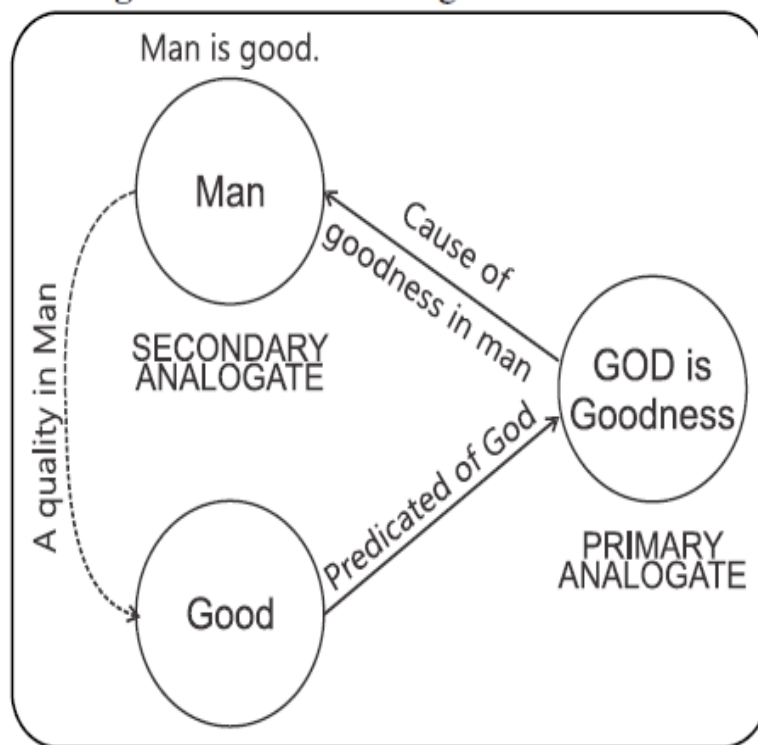 Man is good.
Man
SECONDARY
ANALOGATE
A quality in Man
Cause of
goodness in man
GOD is
Goodness
PRIMARY
ANALOGATE
Predicated of God
Good